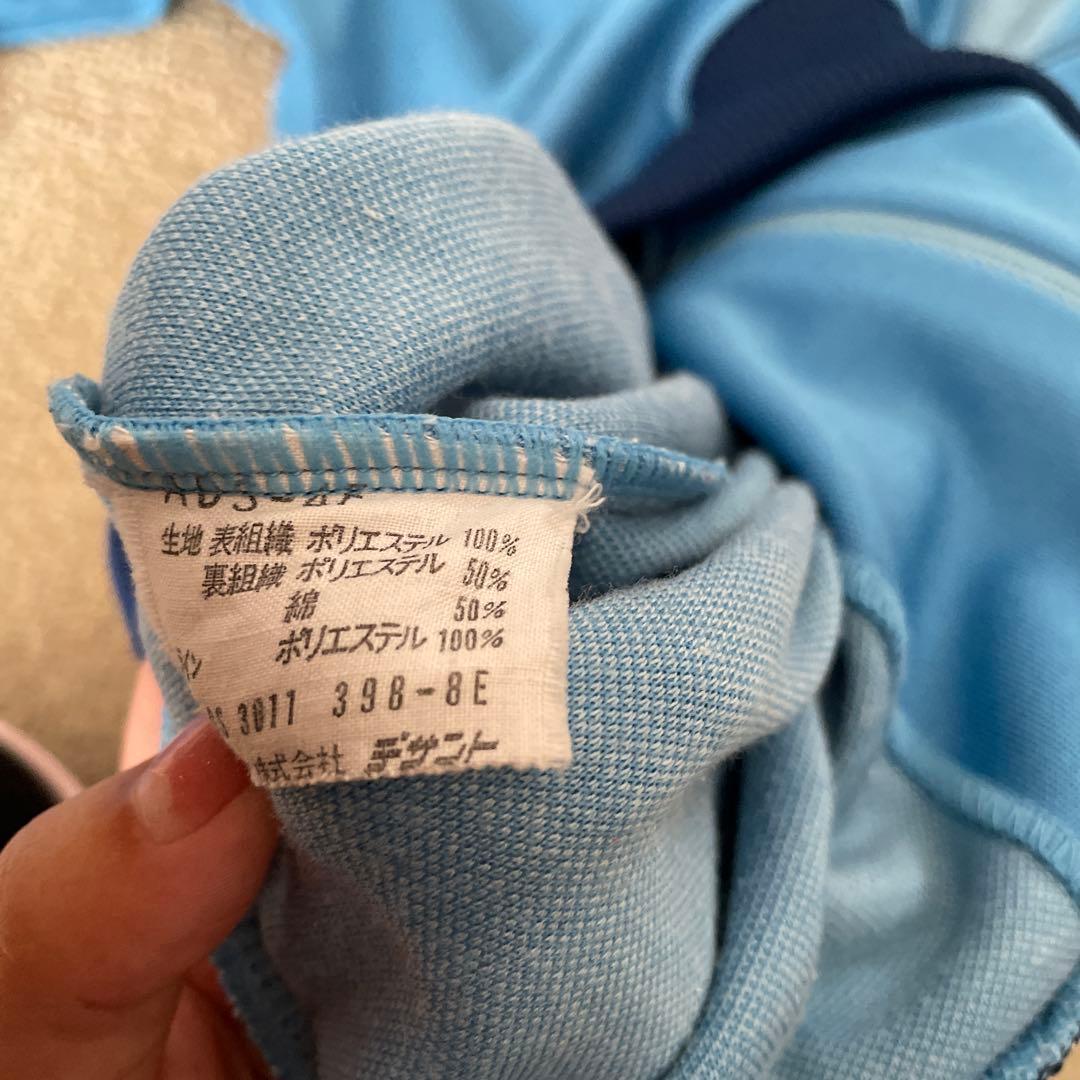 生地 表組織 ポリエステル 100%
裏組織 ポリエステル 50%
綿 50%
イン ポリエステル 100%
3011 398-8E
株式会社 デサント